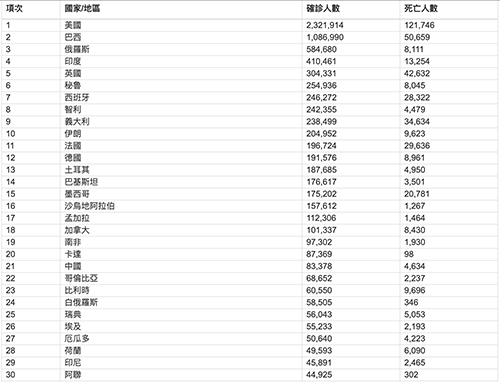 項次 國家/地區 確診人數 死亡人數
1 美國 2,321,914 121,746
2 巴西 1,086,990 50,659
3 俄羅斯 584,680 8,111
4 印度 410,461 13,254
5 英國 304,331 42,632
6 秘魯 254,936 8,045
7 西班牙 246,272 28,322
8 智利 242,355 4,479
9 義大利 238,499 34,634
10 伊朗 204,952 9,623
11 法國 196,724 29,636
12 德國 191,576 8,961
13 土耳其 187,685 4,950
14 巴基斯坦 176,617 3,501
15 墨西哥 175,202 20,781
16 沙烏地阿拉伯 157,612 1,267
17 孟加拉 112,306 1,464
18 加拿大 101,337 8,430
19 南非 97,302 1,930
20 卡達 87,369 98
21 中國 83,378 4,634
22 哥倫比亞 68,652 2,237
23 比利時 60,550 9,696
24 白俄羅斯 58,505 346
25 瑞典 56,043 5,053
26 埃及 55,233 2,193
27 厄瓜多 50,640 4,223
28 荷蘭 49,593 6,090
29 印尼 45,891 2,465
30 阿聯 44,925 302